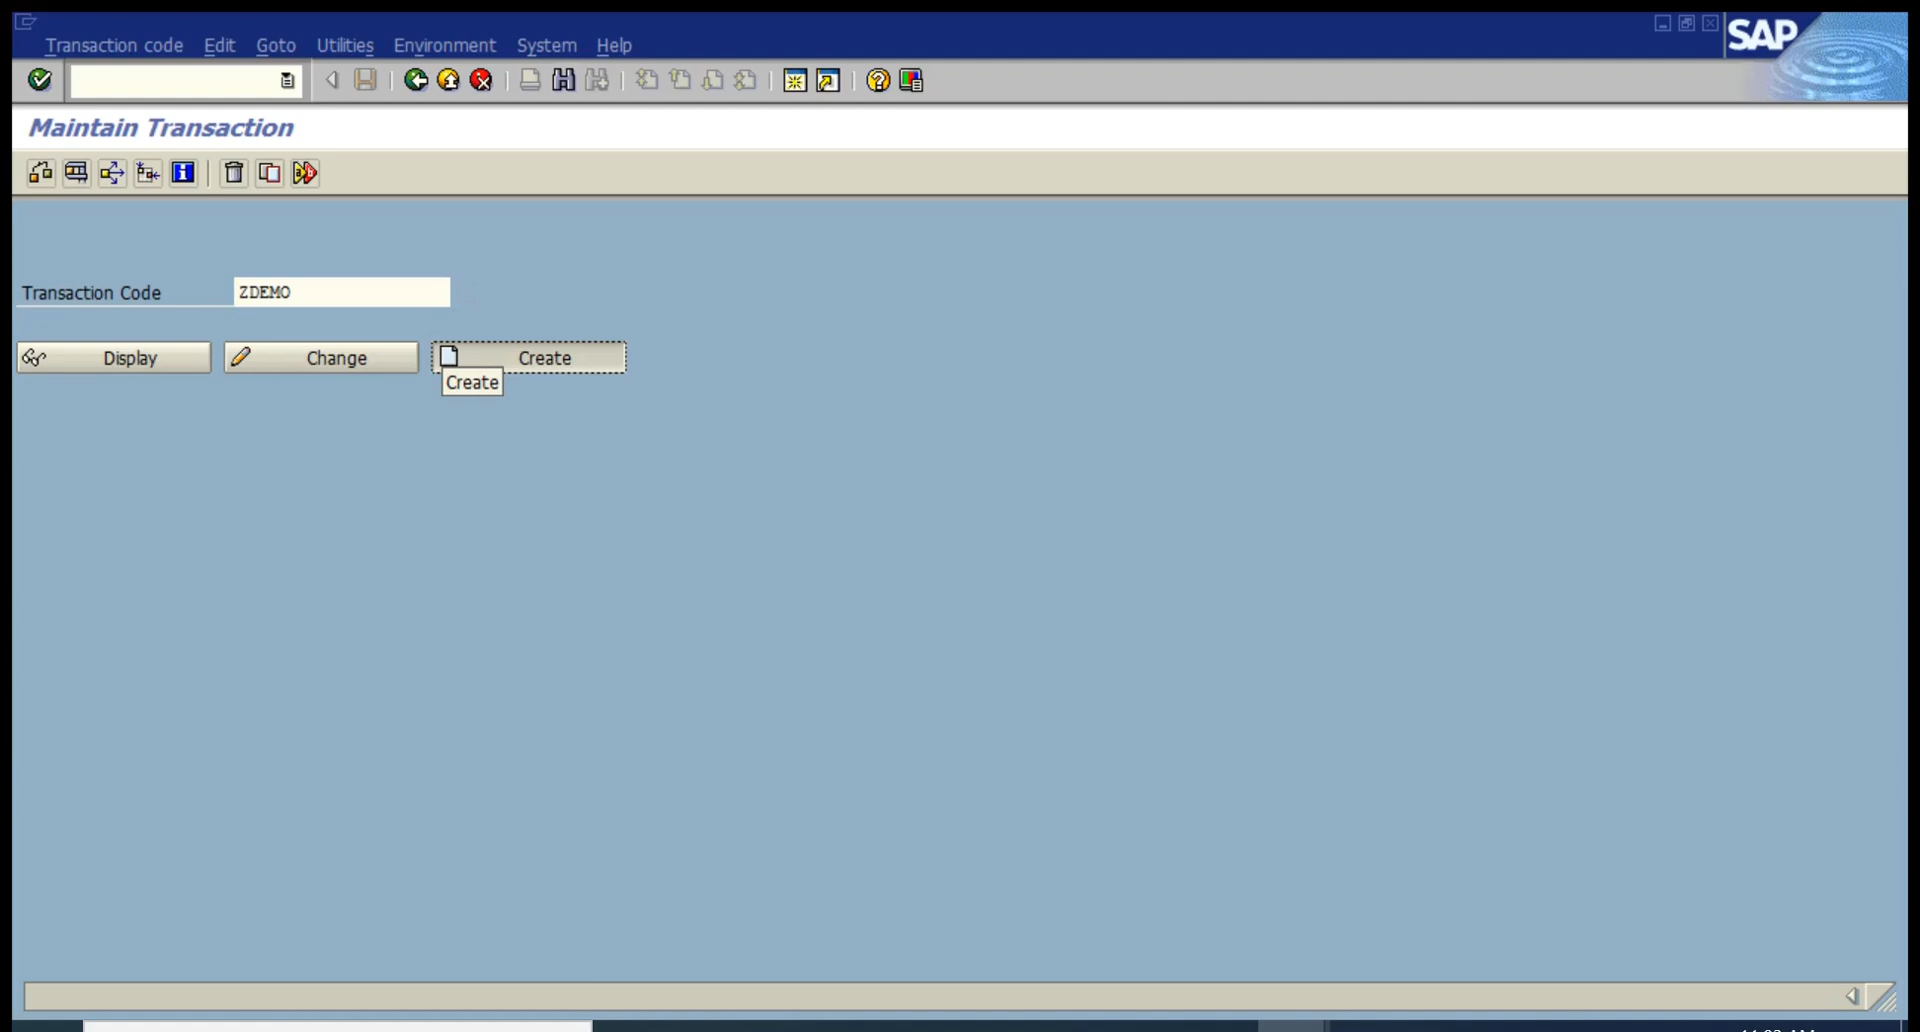 Transaction code Edit Goto Utilities Environment System Help
SAP
Maintain Transaction
Transaction Code ZDEMO
Display Change Create
Create